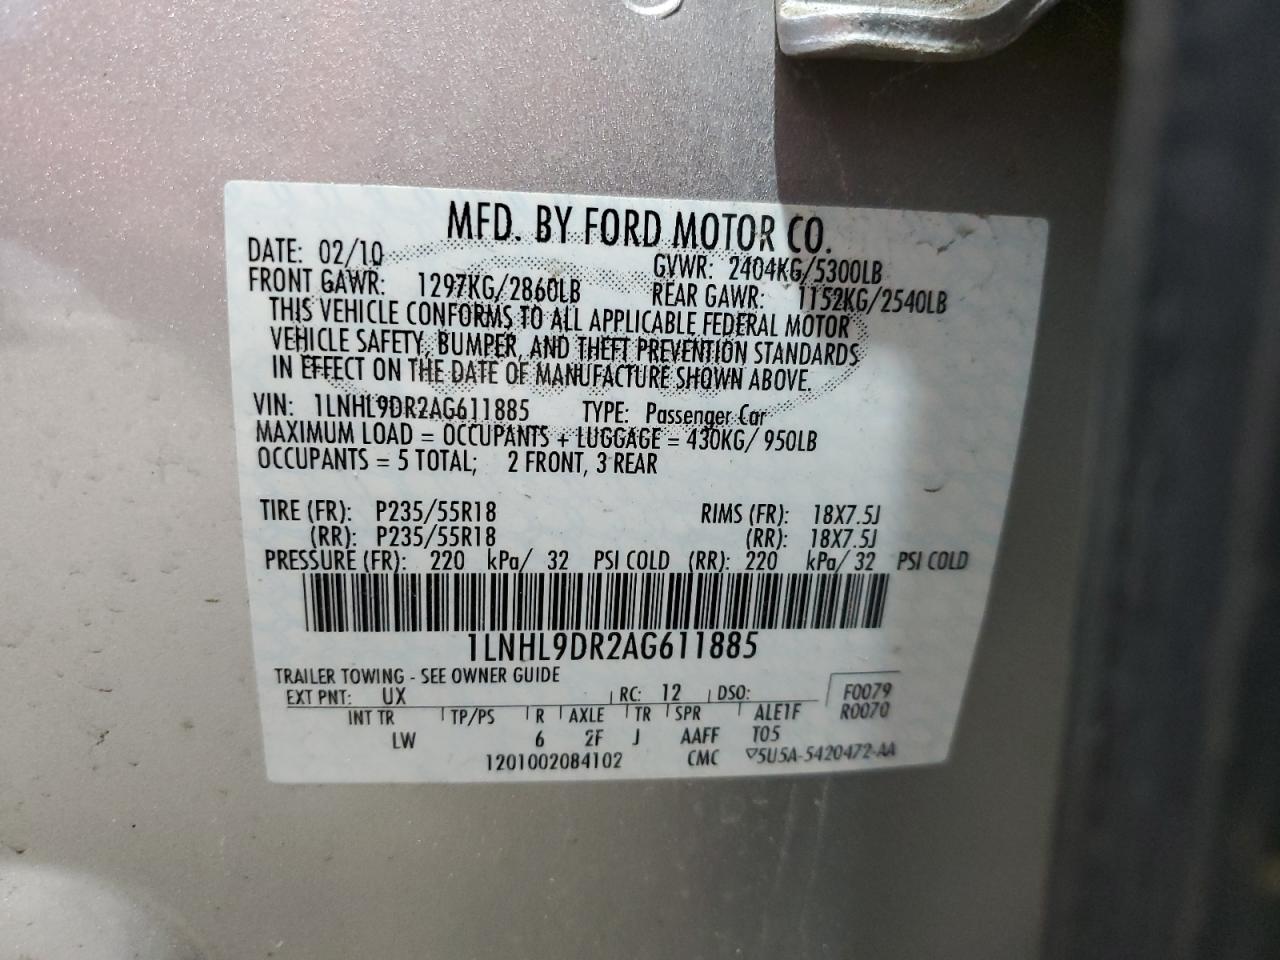 MFD. BY FORD MOTOR CO.
DATE: 02/10 GVWR: 2404KG/5300LB
FRONT GAWR: 1297KG/2860LB REAR GAWR: 1152KG/2540LB
THIS VEHICLE CONFORMS TO ALL APPLICABLE FEDERAL MOTOR
VEHICLE SAFETY, BUMPER, AND THEFT PREVENTION STANDARDS
IN EFFECT ON THE DATE OF MANUFACTURE SHOWN ABOVE.
VIN: 1LNHL9DR2AG611885 TYPE: Passenger Car
MAXIMUM LOAD = OCCUPANTS + LUGGAGE = 430KG/ 950LB
OCCUPANTS = 5 TOTAL; 2 FRONT, 3 REAR
TIRE (FR): P235/55R18 RIMS (FR): 18X7.5J
(RR): P235/55R18 (RR): 18X7.5J
PRESSURE (FR): 220 kPa/ 32 PSI COLD (RR): 220 kPa/ 32 PSI COLD
1LNHL9DR2AG611885
TRAILER TOWING - SEE OWNER GUIDE
EXT PNT: UX RC: 12 DSO: F0079
INT TR TP/PS R AXLE TR SPR ALE1F R0070
LW 6 2F J AAFF T05
1201002084102 CMC ▽5U5A-5420472-AA